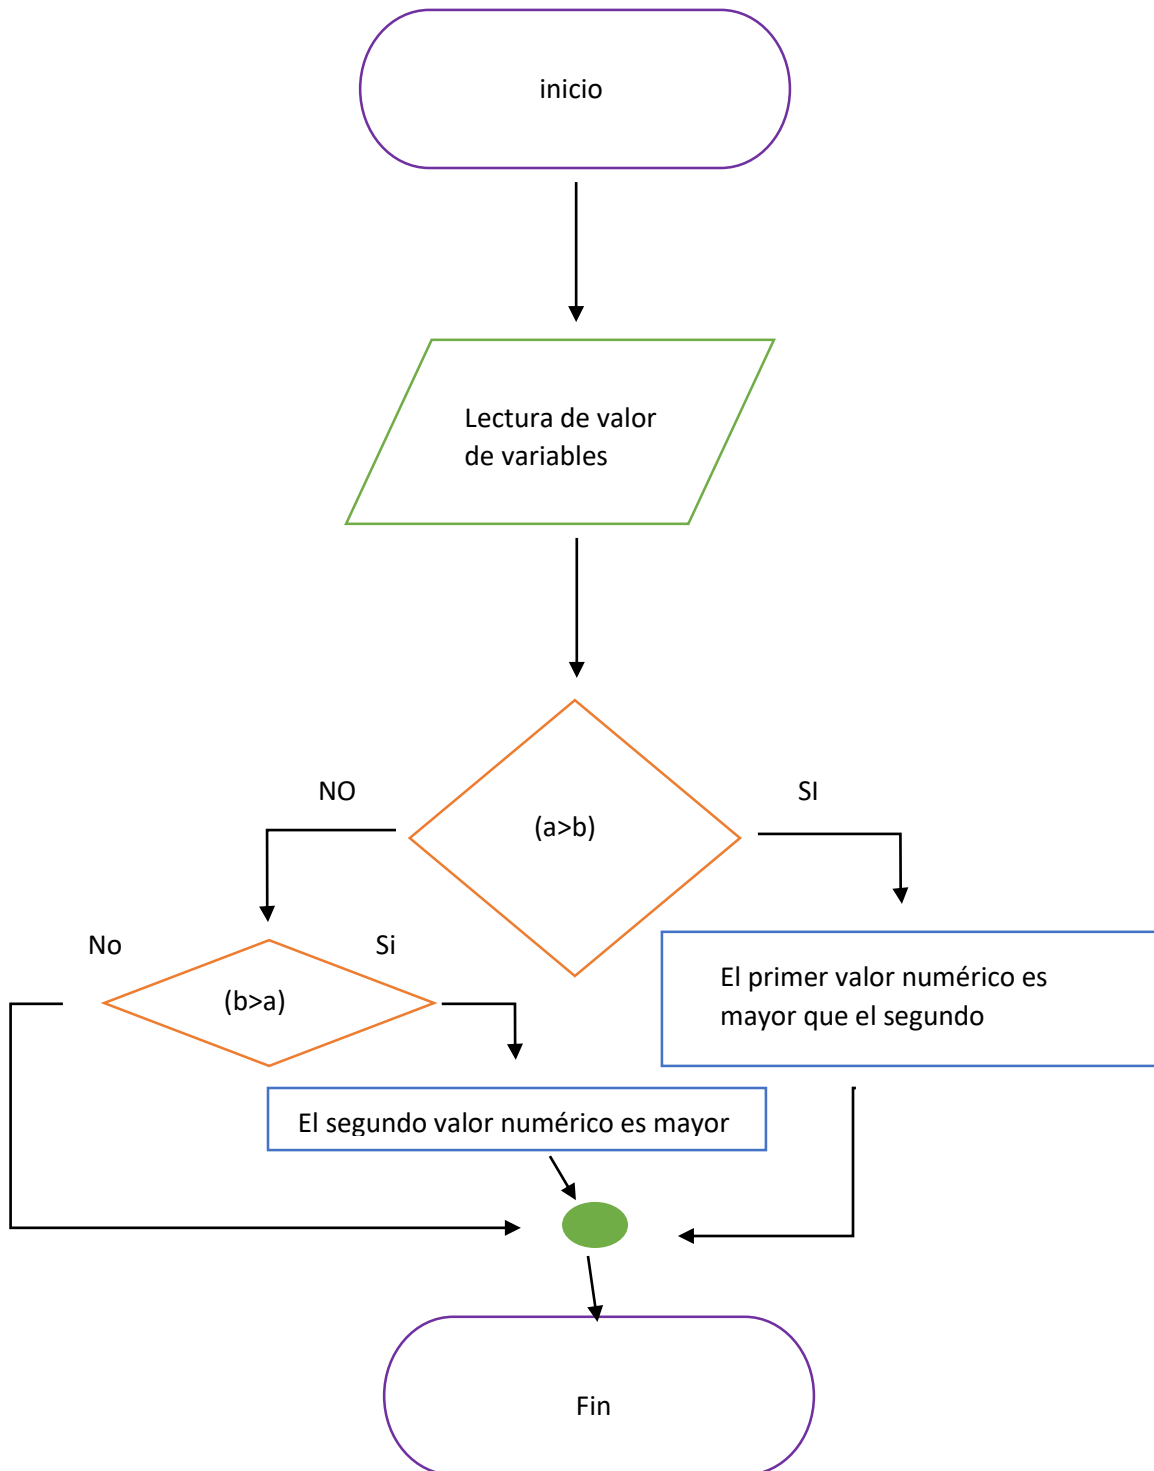 inicio
Lectura de valor
de variables
NO
SI
(a>b)
No
Si
(b>a)
El primer valor numérico es
mayor que el segundo
El segundo valor numérico es mayor
Fin